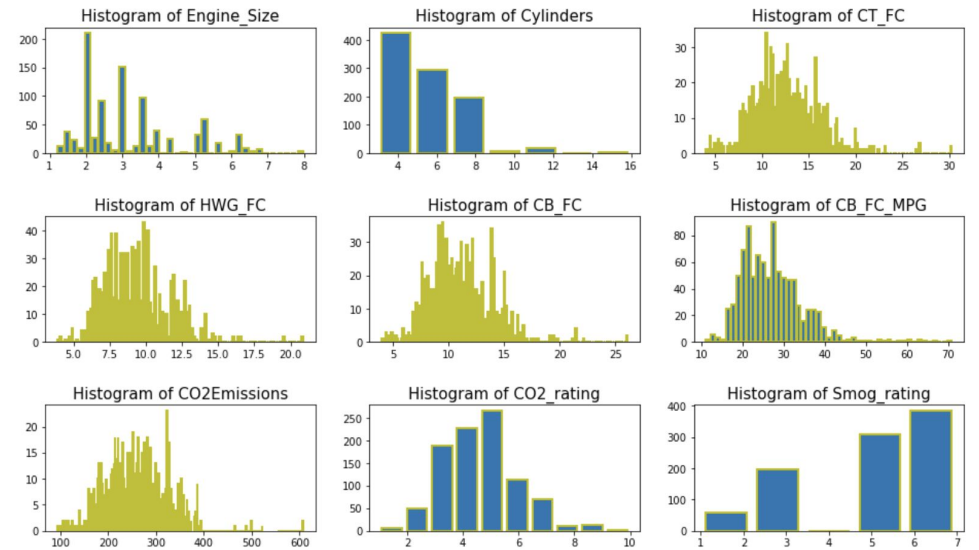 Histogram of Engine_Size
200
150
100
50
0
1 2 3 4 5 6 7 8
Histogram of Cylinders
400
300
200
100
0
4 6 8 10 12 14 16
Histogram of CT_FC
30
20
10
0
5 10 15 20 25 30
Histogram of HWG_FC
40
30
20
10
0
5.0 7.5 10.0 12.5 15.0 17.5 20.0
Histogram of CB_FC
30
20
10
0
5 10 15 20 25
Histogram of CB_FC_MPG
80
60
40
20
0
10 20 30 40 50 60 70
Histogram of CO2Emissions
20
15
10
5
0
100 200 300 400 500 600
Histogram of CO2_rating
250
200
150
100
50
0
2 4 6 8 10
Histogram of Smog_rating
400
300
200
100
0
1 2 3 4 5 6 7